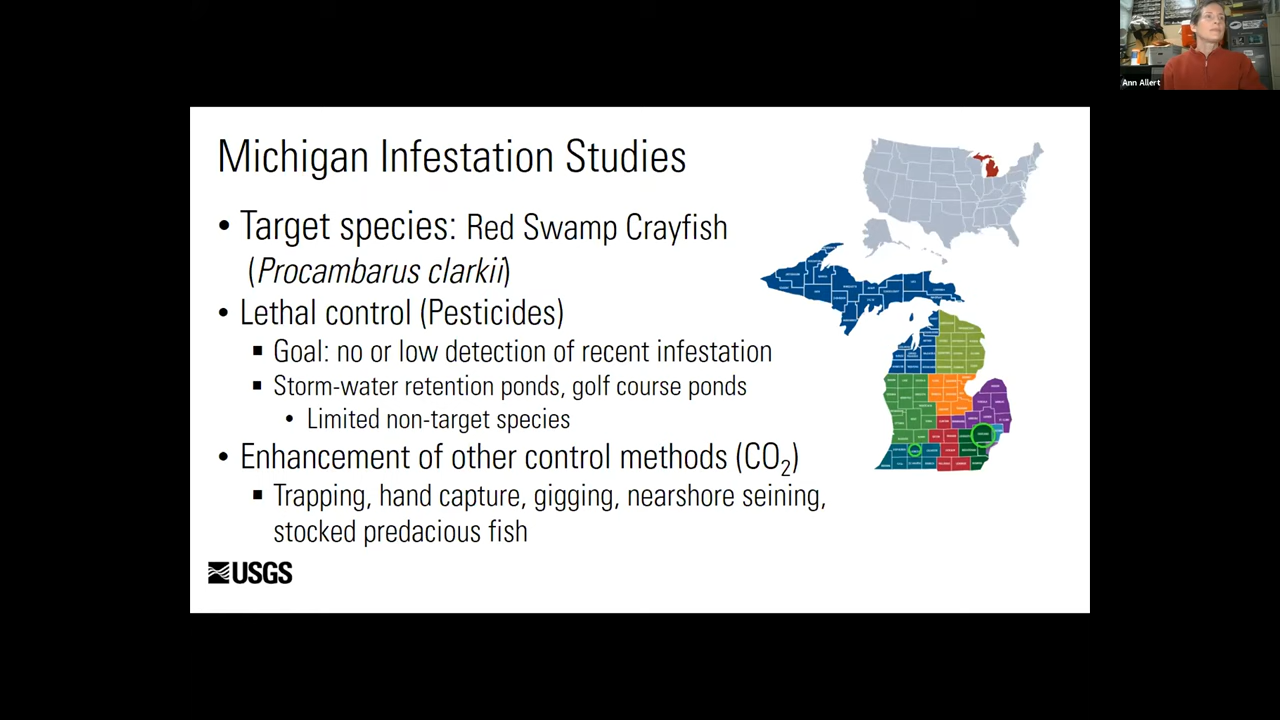 Ann Allert
Michigan Infestation Studies
• Target species: Red Swamp Crayfish
(Procambarus clarkii)
• Lethal control (Pesticides)
▪ Goal: no or low detection of recent infestation
▪ Storm-water retention ponds, golf course ponds
• Limited non-target species
• Enhancement of other control methods (CO₂)
▪ Trapping, hand capture, gigging, nearshore seining,
stocked predacious fish
USGS